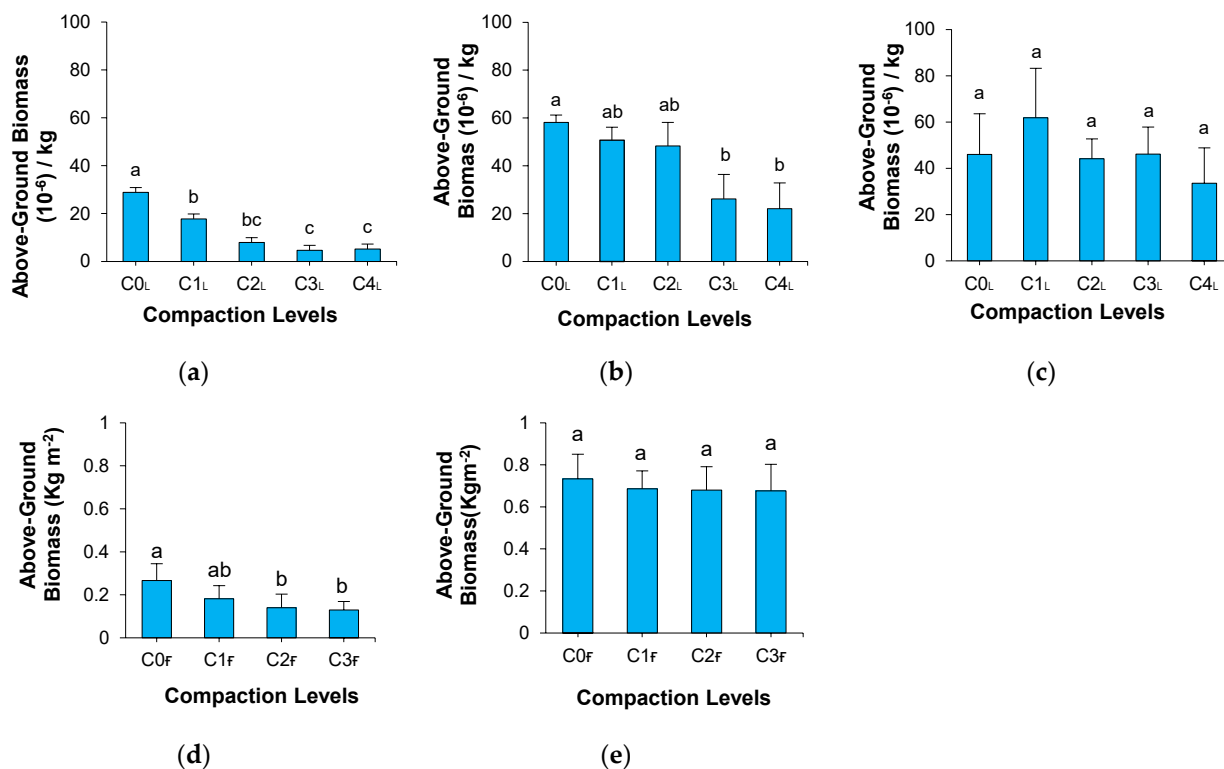 Above-Ground Biomass
(10⁻⁶) / kg
100
80
60
40
20
0
a
b
bc
c
c
C0L
C1L
C2L
C3L
C4L
Compaction Levels
(a)
Above-Ground
Biomas (10⁻⁶) / kg
100
80
60
40
20
0
a
ab
ab
b
b
C0L
C1L
C2L
C3L
C4L
Compaction Levels
(b)
Above-Ground
Biomass (10⁻⁶) / kg
100
80
60
40
20
0
a
a
a
a
a
C0L
C1L
C2L
C3L
C4L
Compaction Levels
(c)
Above-Ground
Biomass (Kg m⁻²)
1
0.8
0.6
0.4
0.2
0
a
ab
b
b
C0F
C1F
C2F
C3F
Compaction Levels
(d)
Above-Ground
Biomass(Kgm⁻²)
1
0.8
0.6
0.4
0.2
0
a
a
a
a
C0F
C1F
C2F
C3F
Compaction Levels
(e)